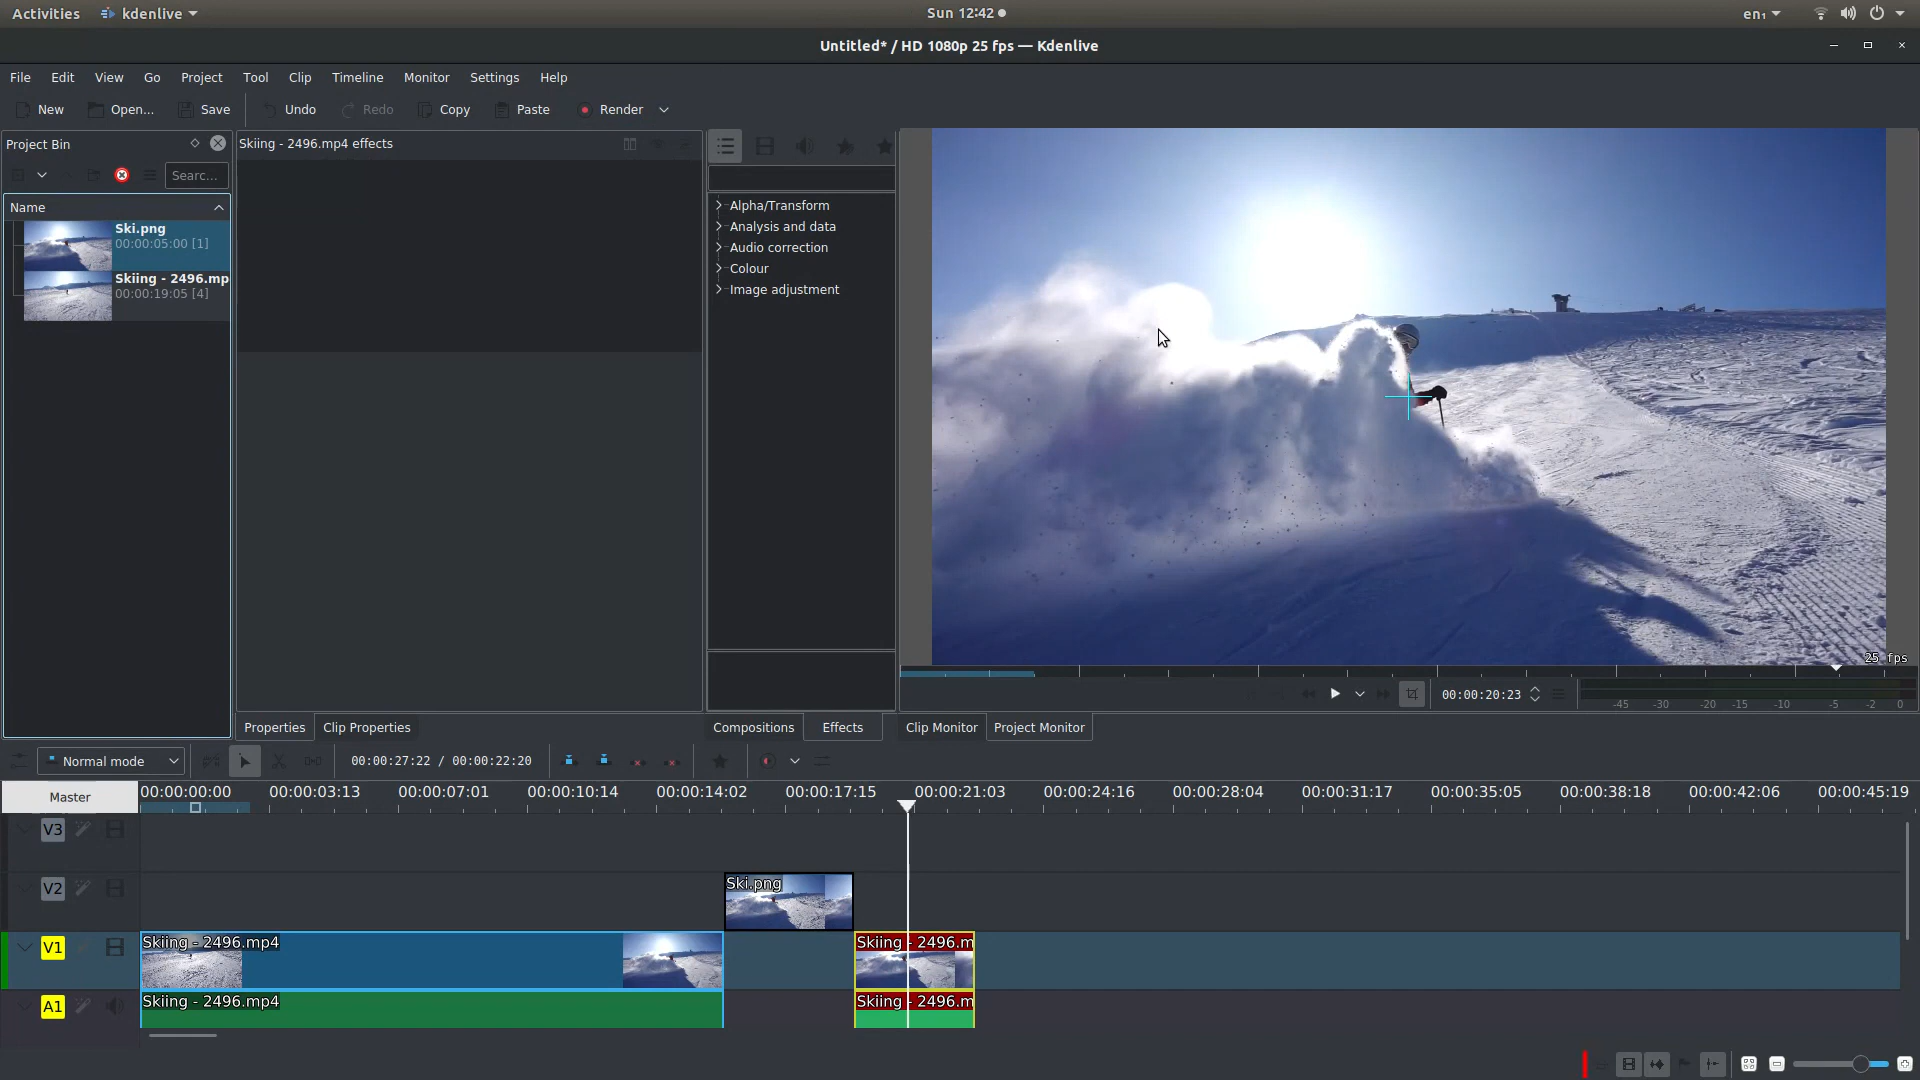 Activities kdenlive Sun 12:42 en₁
Untitled* / HD 1080p 25 fps — Kdenlive
File Edit View Go Project Tool Clip Timeline Monitor Settings Help
New Open... Save Undo Redo Copy Paste Render
Project Bin
Searc...
Name
Ski.png
00:00:05:00 [1]
Skiing - 2496.mp
00:00:19:05 [4]
Skiing - 2496.mp4 effects
Alpha/Transform
Analysis and data
Audio correction
Colour
Image adjustment
25 fps
00:00:20:23
-45 -30 -20 -15 -10 -5 -2 0
Properties Clip Properties Compositions Effects Clip Monitor Project Monitor
Normal mode 00:00:27:22 / 00:00:22:20
Master 00:00:00:00 00:00:03:13 00:00:07:01 00:00:10:14 00:00:14:02 00:00:17:15 00:00:21:03 00:00:24:16 00:00:28:04 00:00:31:17 00:00:35:05 00:00:38:18 00:00:42:06 00:00:45:19
V3
V2 Ski.png
V1 Skiing - 2496.mp4 Skiing - 2496.m
A1 Skiing - 2496.mp4 Skiing - 2496.m